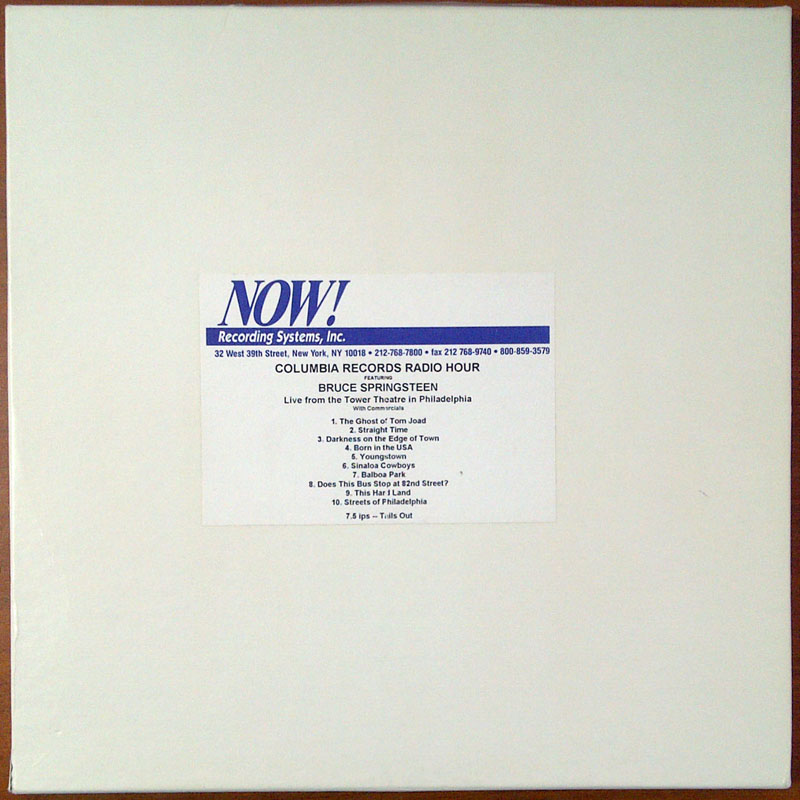 NOW!
Recording Systems, Inc.
32 West 39th Street, New York, NY 10018 • 212-768-7800 • fax 212 768-9740 • 800-859-3579
COLUMBIA RECORDS RADIO HOUR
FEATURING
BRUCE SPRINGSTEEN
Live from the Tower Theatre in Philadelphia
With Commercials
1. The Ghost of Tom Joad
2. Straight Time
3. Darkness on the Edge of Town
4. Born in the USA
5. Youngstown
6. Sinaloa Cowboys
7. Balboa Park
8. Does This Bus Stop at 82nd Street?
9. This Hard Land
10. Streets of Philadelphia
7.5 ips -- Tails Out